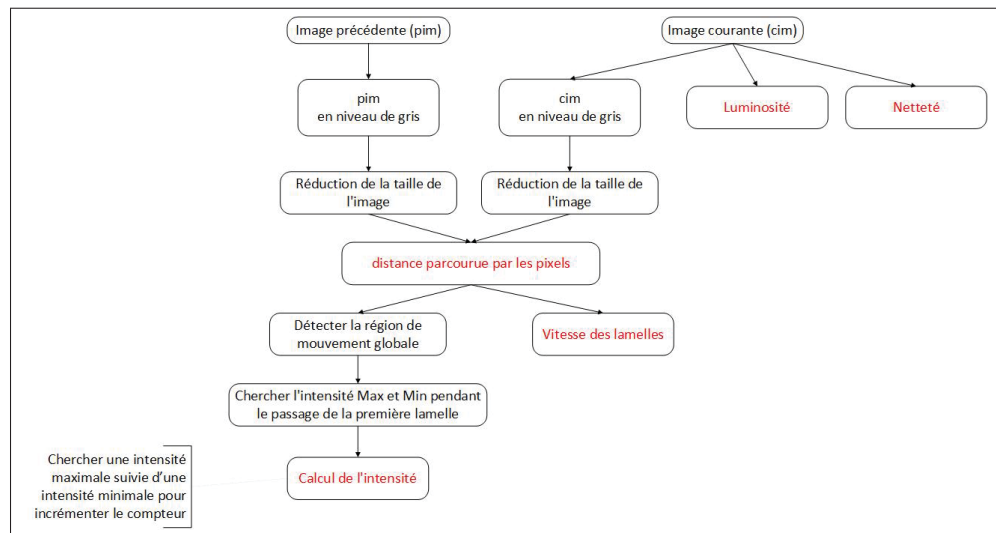 Image précédente (pim)
Image courante (cim)
pim
en niveau de gris
cim
en niveau de gris
Luminosité
Netteté
Réduction de la taille de
l'image
Réduction de la taille de
l'image
distance parcourue par les pixels
Détecter la région de
mouvement globale
Vitesse des lamelles
Chercher l'intensité Max et Min pendant
le passage de la première lamelle
Chercher une intensité
maximale suivie d’une
intensité minimale pour
incrémenter le compteur
Calcul de l'intensité